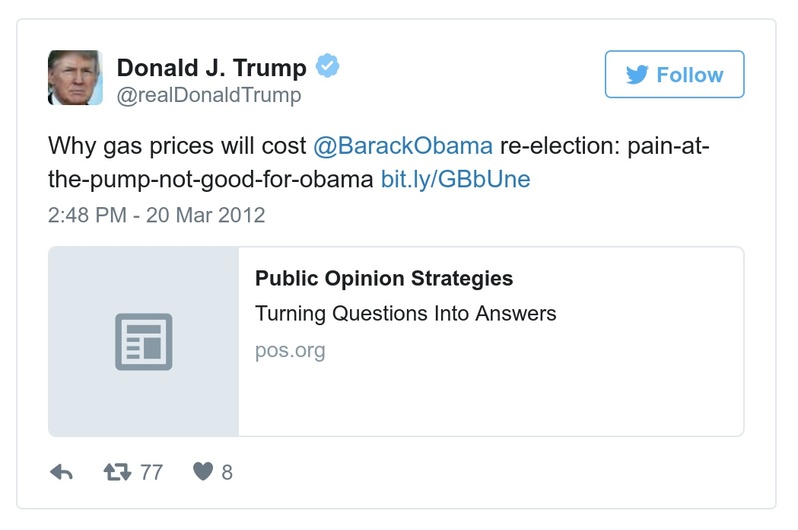 Donald J. Trump
@realDonaldTrump
Follow
Why gas prices will cost @BarackObama re-election: pain-at-
the-pump-not-good-for-obama bit.ly/GBbUne
2:48 PM - 20 Mar 2012
Public Opinion Strategies
Turning Questions Into Answers
pos.org
77
8